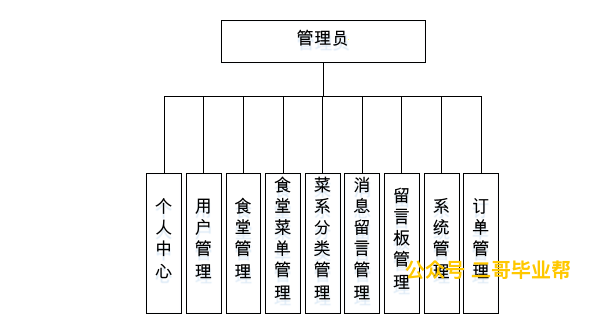 管理员
个人中心
用户管理
食堂管理
食堂菜单管理
菜系分类管理
消息留言管理
留言板管理
系统管理
订单管理
公众号 二哥毕业帮